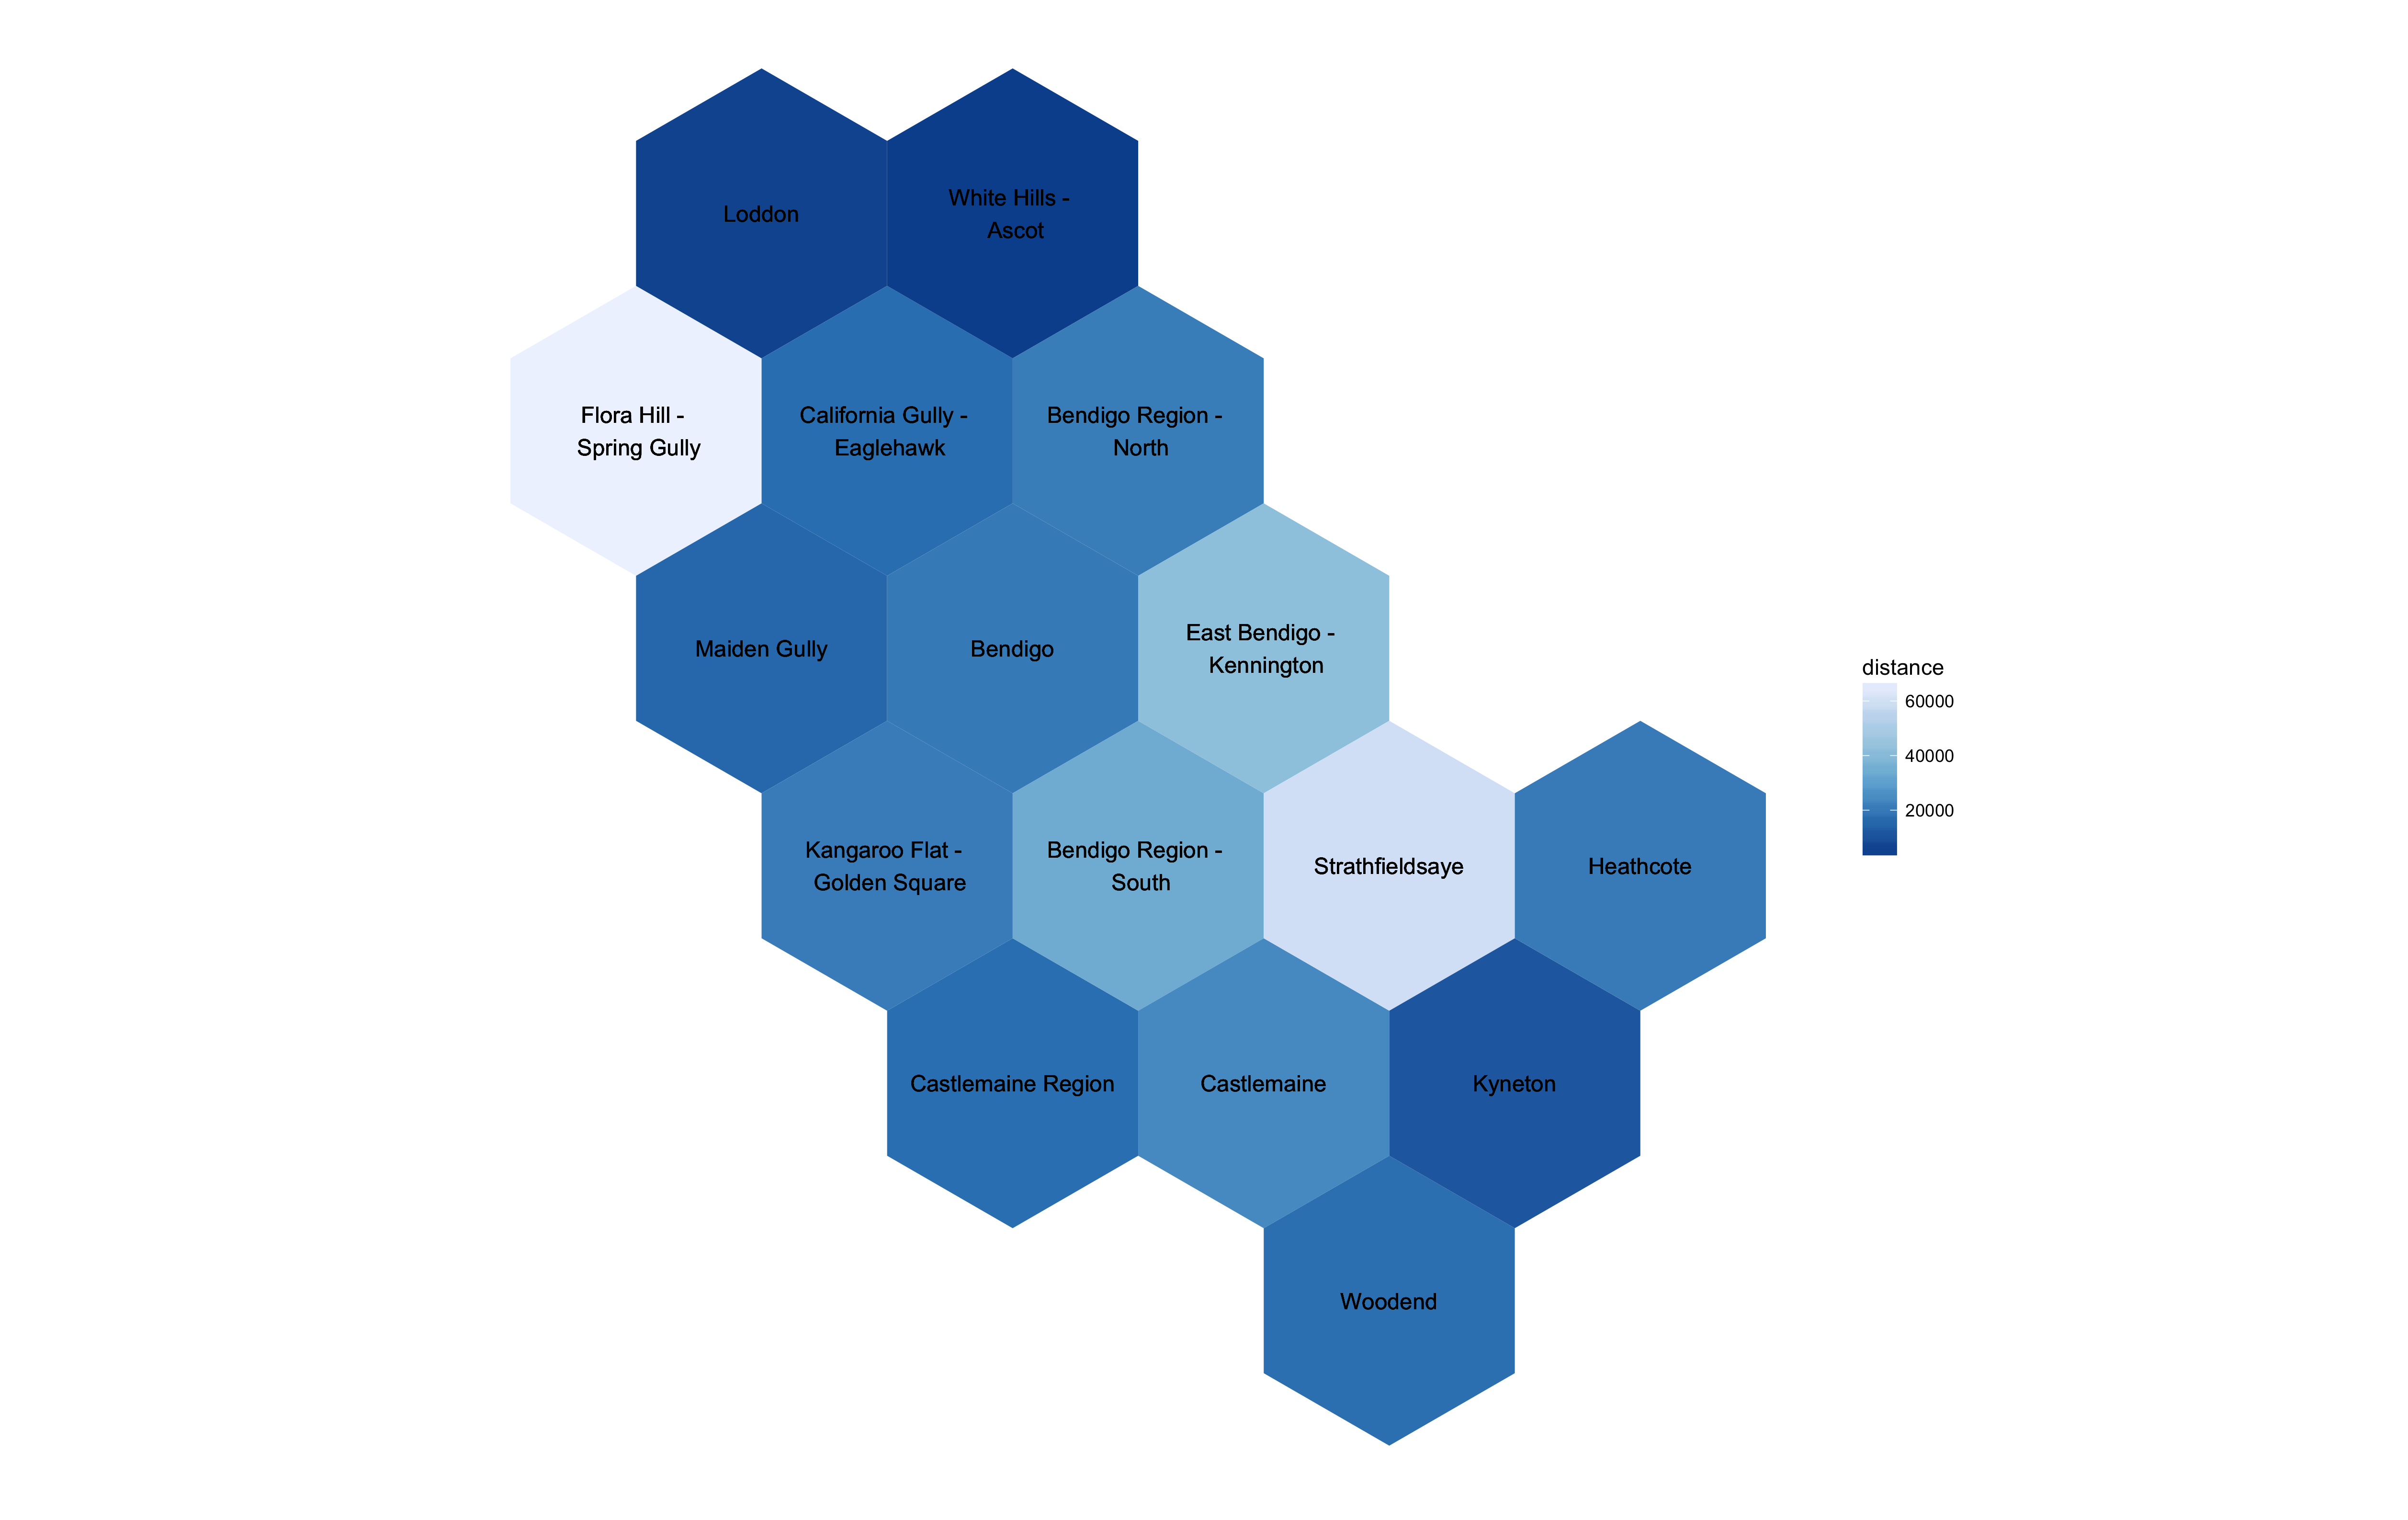 Loddon
White Hills -
Ascot
Flora Hill -
Spring Gully
California Gully -
Eaglehawk
Bendigo Region -
North
Maiden Gully
Bendigo
East Bendigo -
Kennington
Kangaroo Flat -
Golden Square
Bendigo Region -
South
Strathfieldsaye
Heathcote
Castlemaine Region
Castlemaine
Kyneton
Woodend
distance
60000
40000
20000